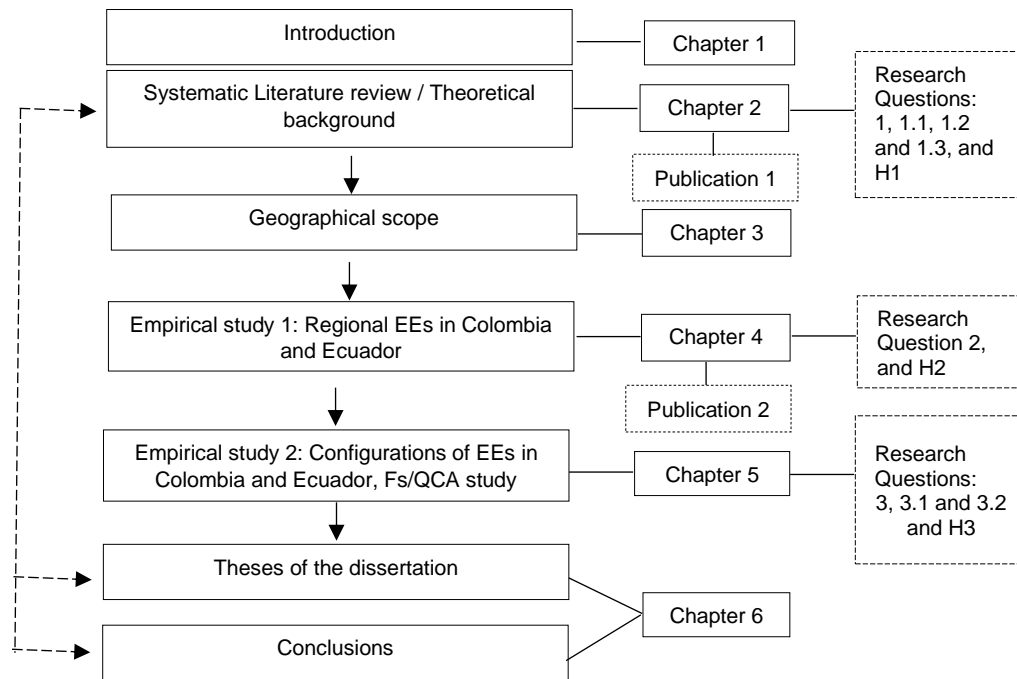 Introduction
Chapter 1
Systematic Literature review / Theoretical
background
Chapter 2
Research
Questions:
1, 1.1, 1.2
and 1.3, and
H1
Publication 1
Geographical scope
Chapter 3
Empirical study 1: Regional EEs in Colombia
and Ecuador
Chapter 4
Research
Question 2,
and H2
Publication 2
Empirical study 2: Configurations of EEs in
Colombia and Ecuador, Fs/QCA study
Chapter 5
Research
Questions:
3, 3.1 and 3.2
and H3
Theses of the dissertation
Chapter 6
Conclusions